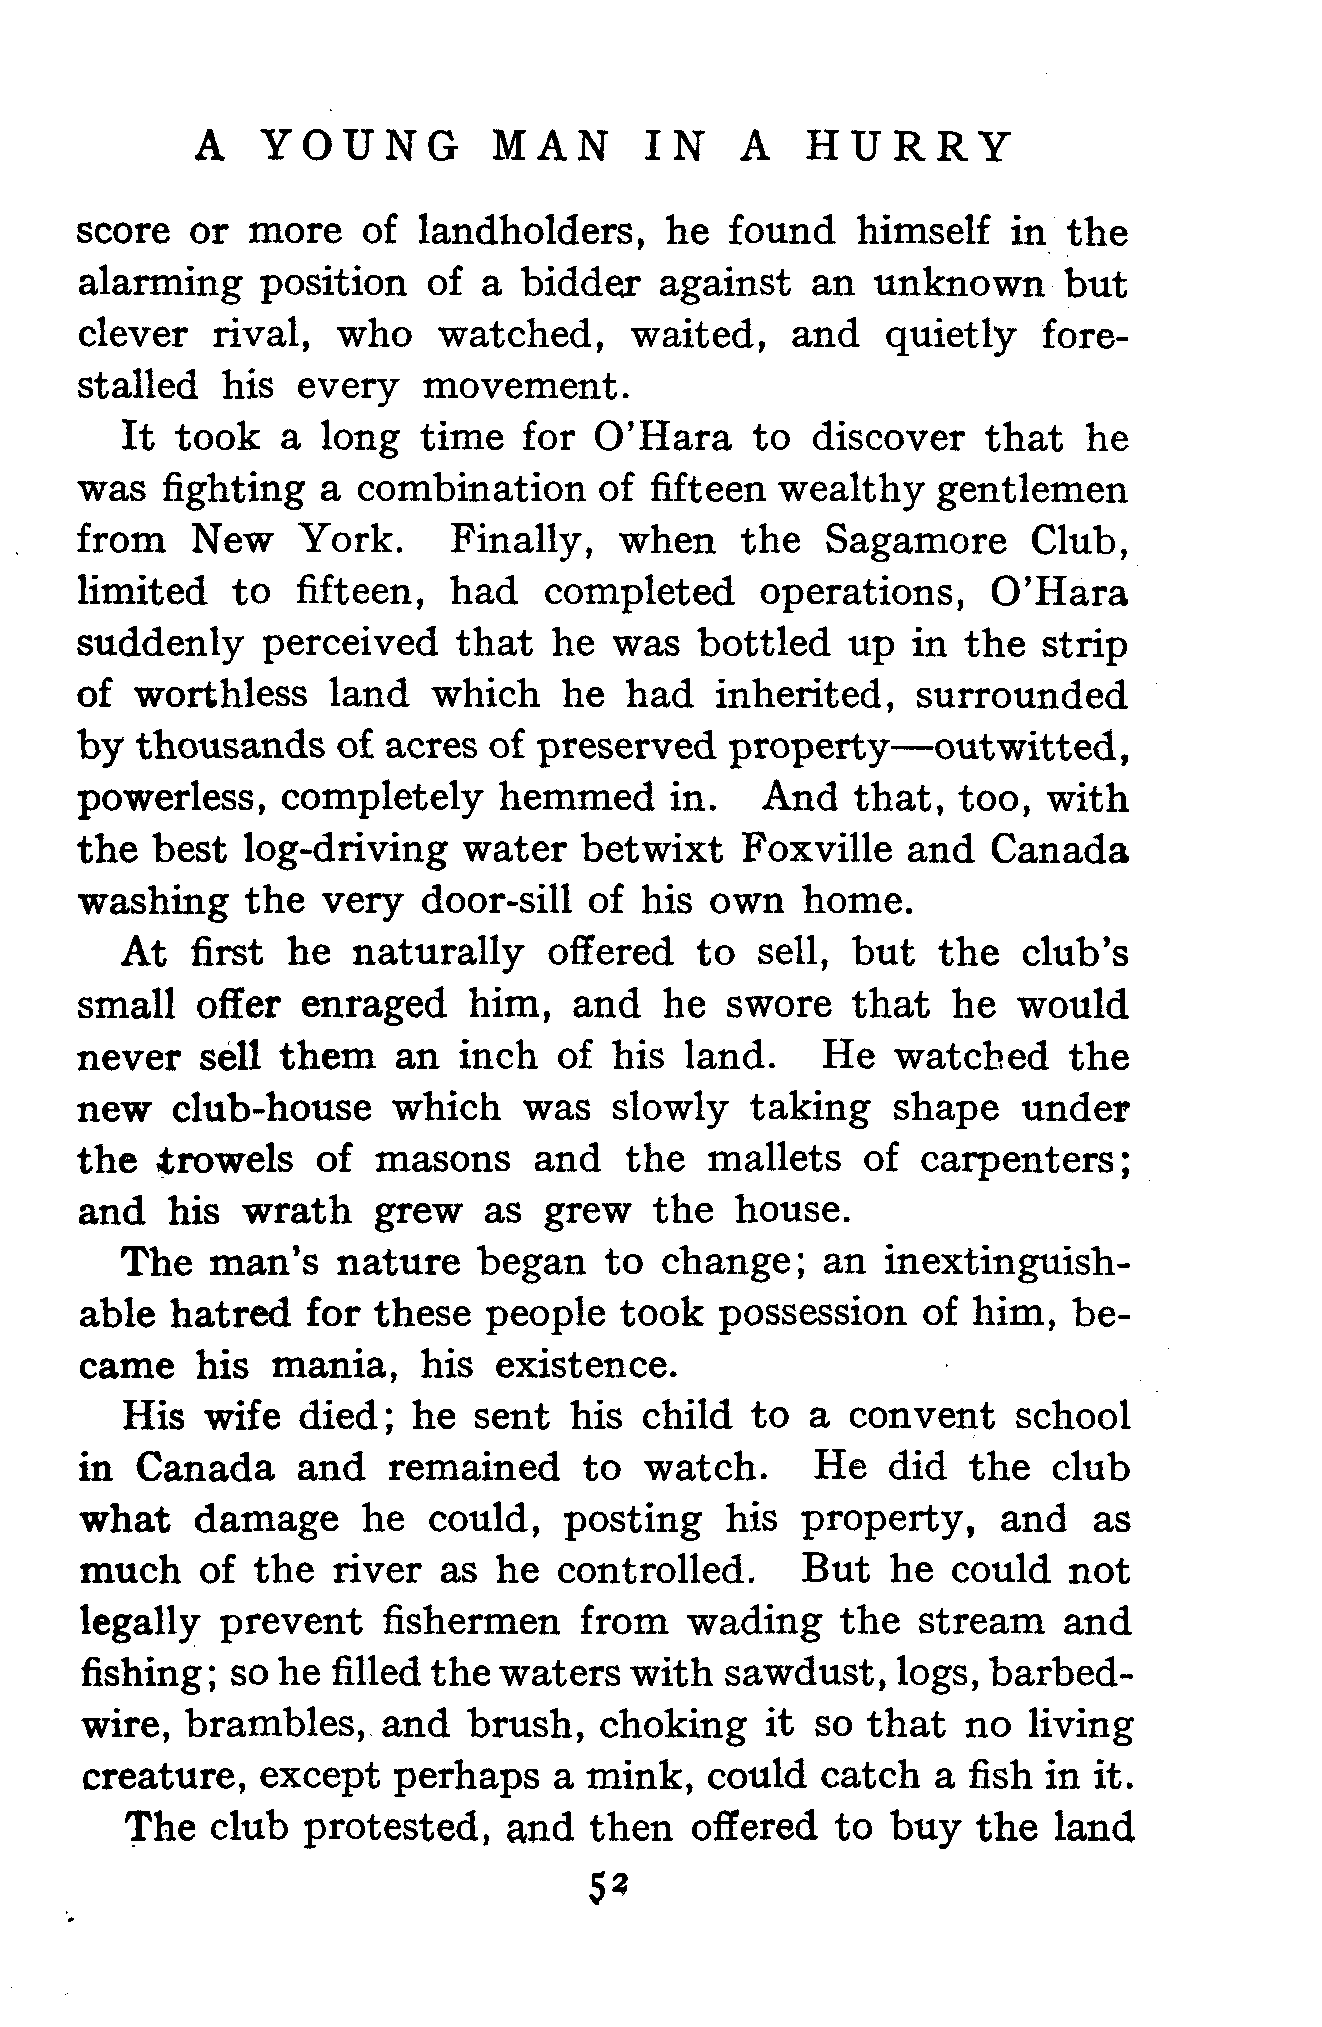 A YOUNG MAN IN A HURRY
score or more of landholders, he found himself in the
alarming position of a bidder against an unknown but
clever rival, who watched, waited, and quietly fore-
stalled his every movement.
It took a long time for O'Hara to discover that he
was fighting a combination of fifteen wealthy gentlemen
from New York. Finally, when the Sagamore Club,
limited to fifteen, had completed operations, O'Hara
suddenly perceived that he was bottled up in the strip
of worthless land which he had inherited, surrounded
by thousands of acres of preserved property—outwitted,
powerless, completely hemmed in. And that, too, with
the best log-driving water betwixt Foxville and Canada
washing the very door-sill of his own home.
At first he naturally offered to sell, but the club's
small offer enraged him, and he swore that he would
never sell them an inch of his land. He watched the
new club-house which was slowly taking shape under
the trowels of masons and the mallets of carpenters;
and his wrath grew as grew the house.
The man's nature began to change; an inextinguish-
able hatred for these people took possession of him, be-
came his mania, his existence.
His wife died; he sent his child to a convent school
in Canada and remained to watch. He did the club
what damage he could, posting his property, and as
much of the river as he controlled. But he could not
legally prevent fishermen from wading the stream and
fishing; so he filled the waters with sawdust, logs, barbed-
wire, brambles, and brush, choking it so that no living
creature, except perhaps a mink, could catch a fish in it.
The club protested, and then offered to buy the land
52